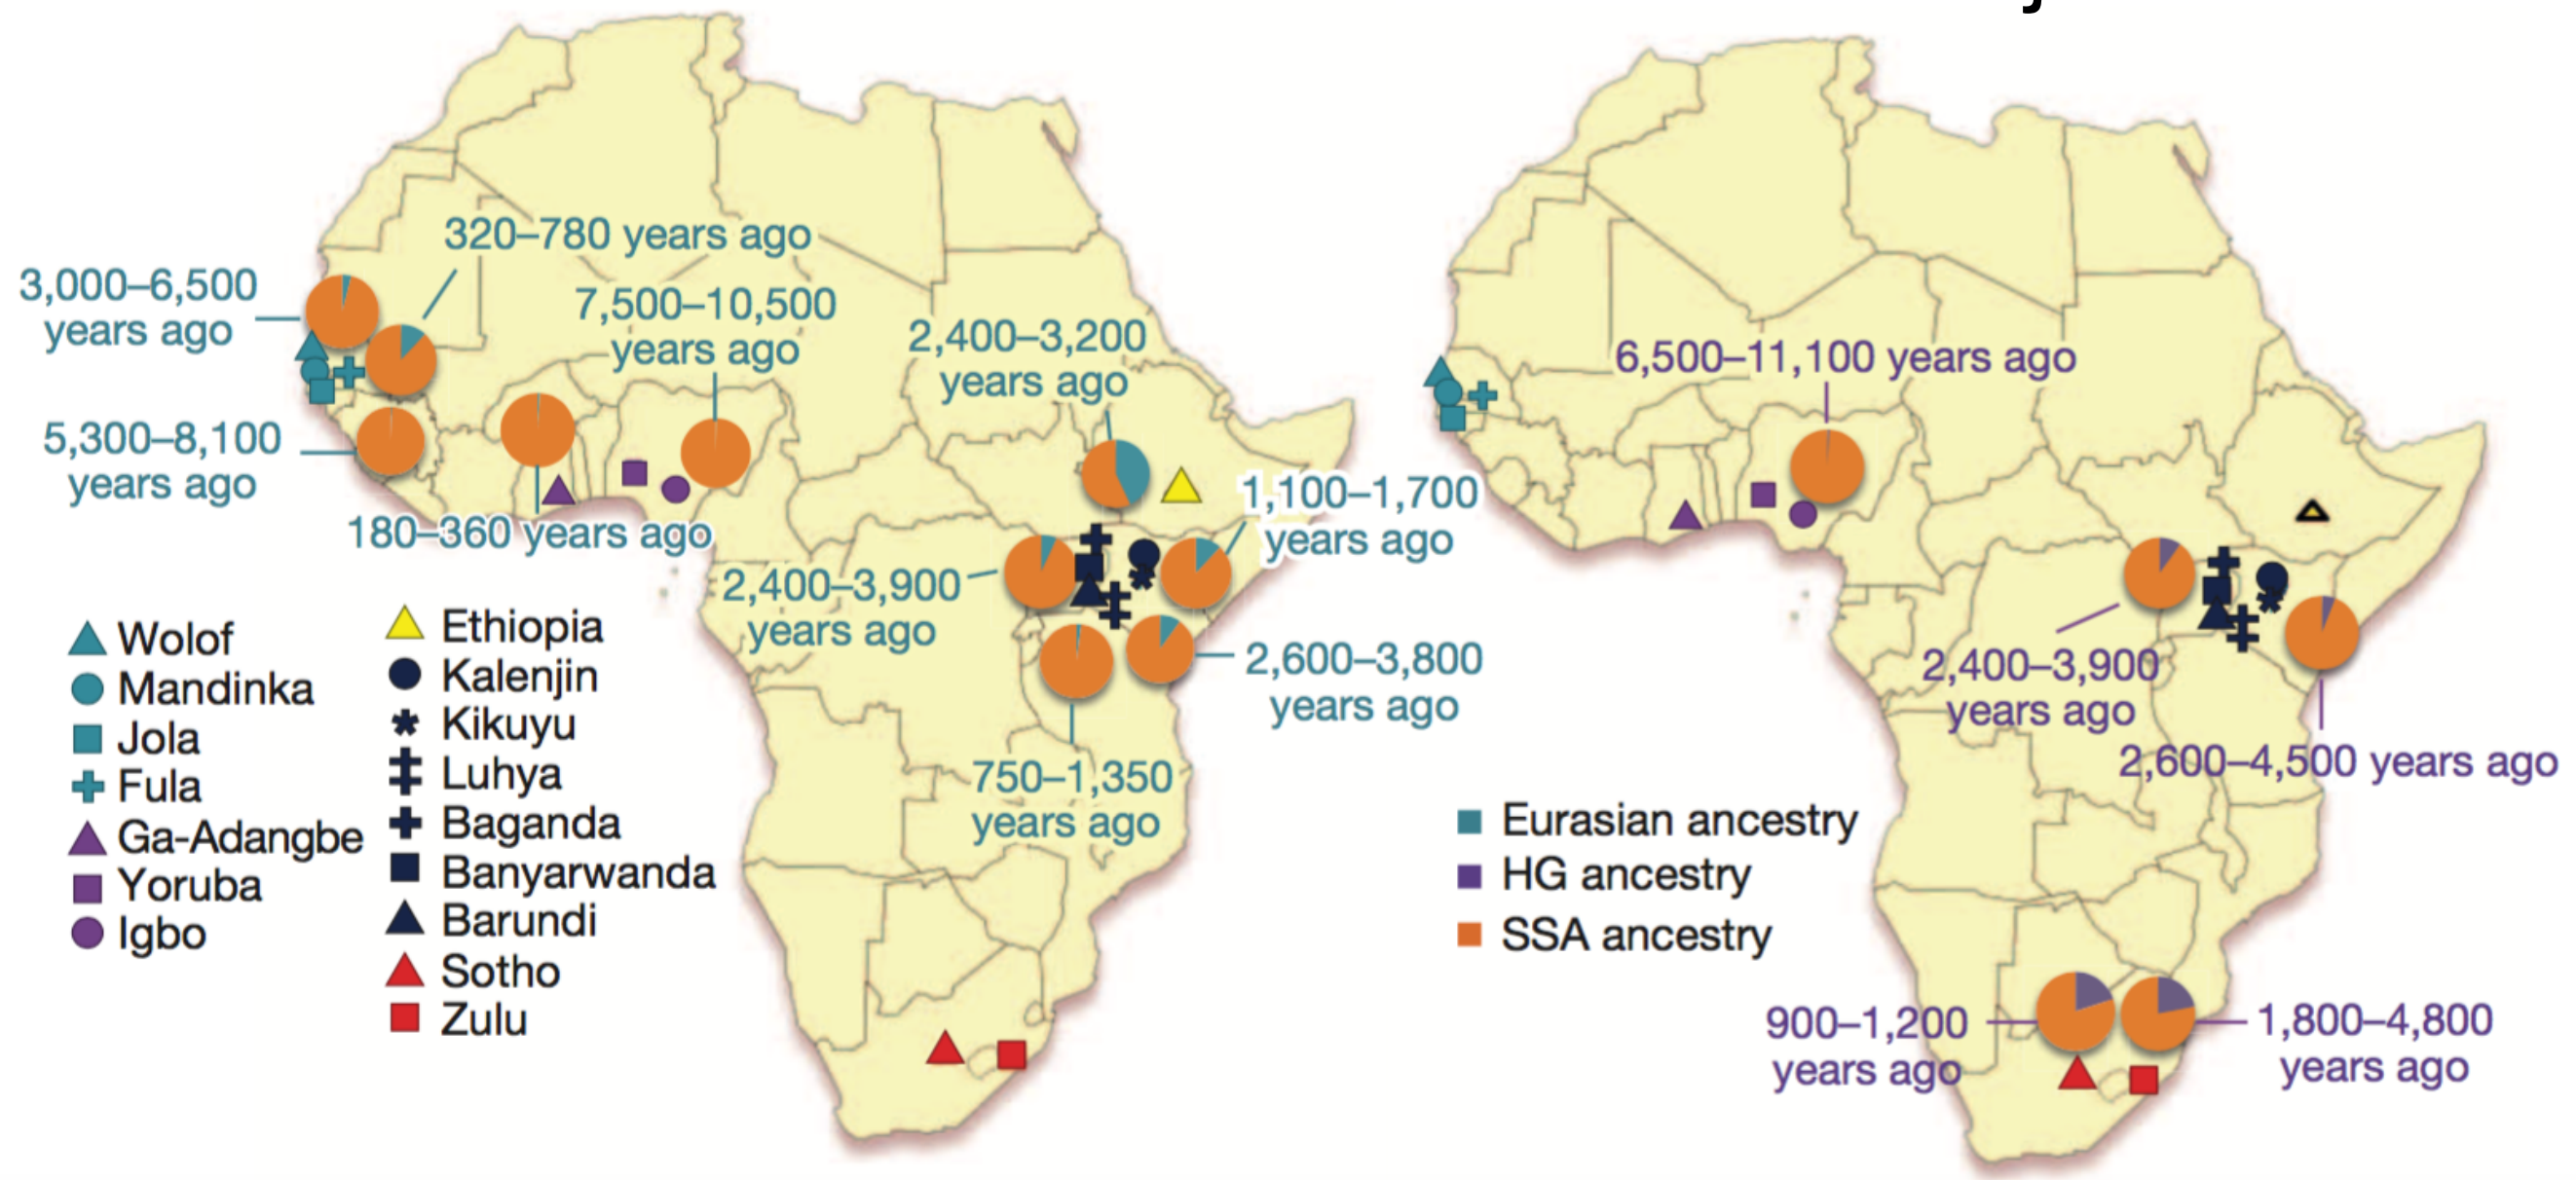 320–780 years ago
3,000–6,500
years ago
7,500–10,500
years ago
2,400–3,200
years ago
5,300–8,100
years ago
180–360 years ago
1,100–1,700
years ago
2,400–3,900
years ago
2,600–3,800
years ago
750–1,350
years ago
Wolof
Mandinka
Jola
Fula
Ga-Adangbe
Yoruba
Igbo
Ethiopia
Kalenjin
Kikuyu
Luhya
Baganda
Banyarwanda
Barundi
Sotho
Zulu
6,500–11,100 years ago
2,400–3,900
years ago
2,600–4,500 years ago
Eurasian ancestry
HG ancestry
SSA ancestry
900–1,200
years ago
1,800–4,800
years ago